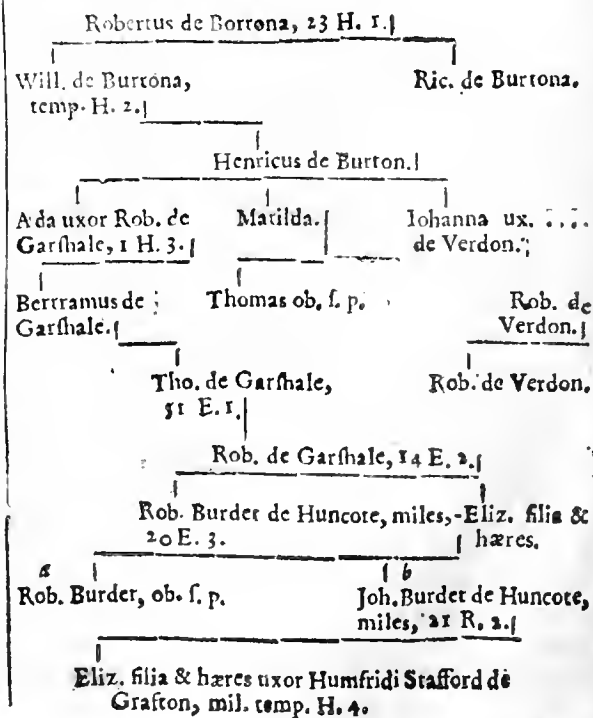 Robertus de Borrona, 23 H. 1.
Will. de Burtona,
temp. H. 2.
Ric. de Burtona.
Henricus de Burton.
Ada uxor Rob. de
Garſhale, 1 H. 3.
Matilda.
Iohanna ux. ....
de Verdon.
Bertramus de
Garſhale.
Thomas ob. ſ. p.
Rob. de
Verdon.
Tho. de Garſhale,
51 E. 1.
Rob. de Verdon.
Rob. de Garſhale, 14 E. 2.
Rob. Burdet de Huncote, miles,-Eliz. filia &
20 E. 3.
hæres.
a
b
Rob. Burder, ob. ſ. p.
Joh. Burdet de Huncote,
miles, 21 R. 2.
Eliz. filia & hæres uxor Humfridi Stafford de
Grafton, mil. temp. H. 4.